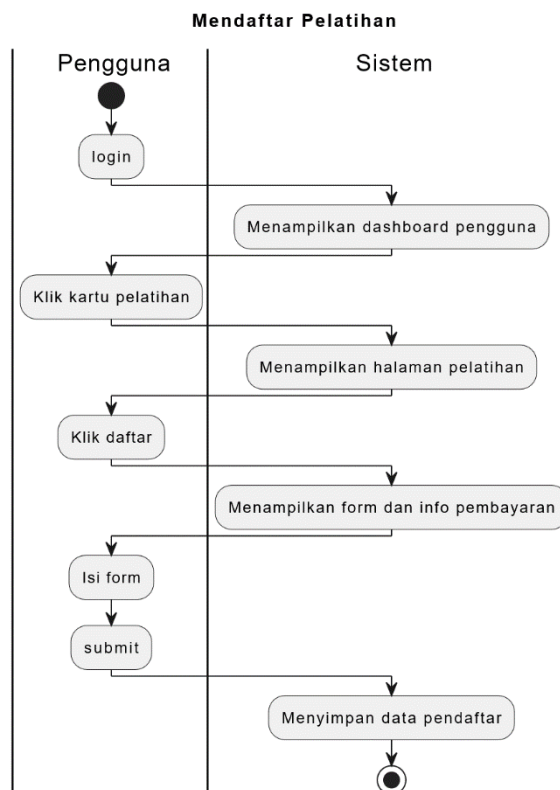 Mendaftar Pelatihan
Pengguna
Sistem
login
Menampilkan dashboard pengguna
Klik kartu pelatihan
Menampilkan halaman pelatihan
Klik daftar
Menampilkan form dan info pembayaran
Isi form
submit
Menyimpan data pendaftar